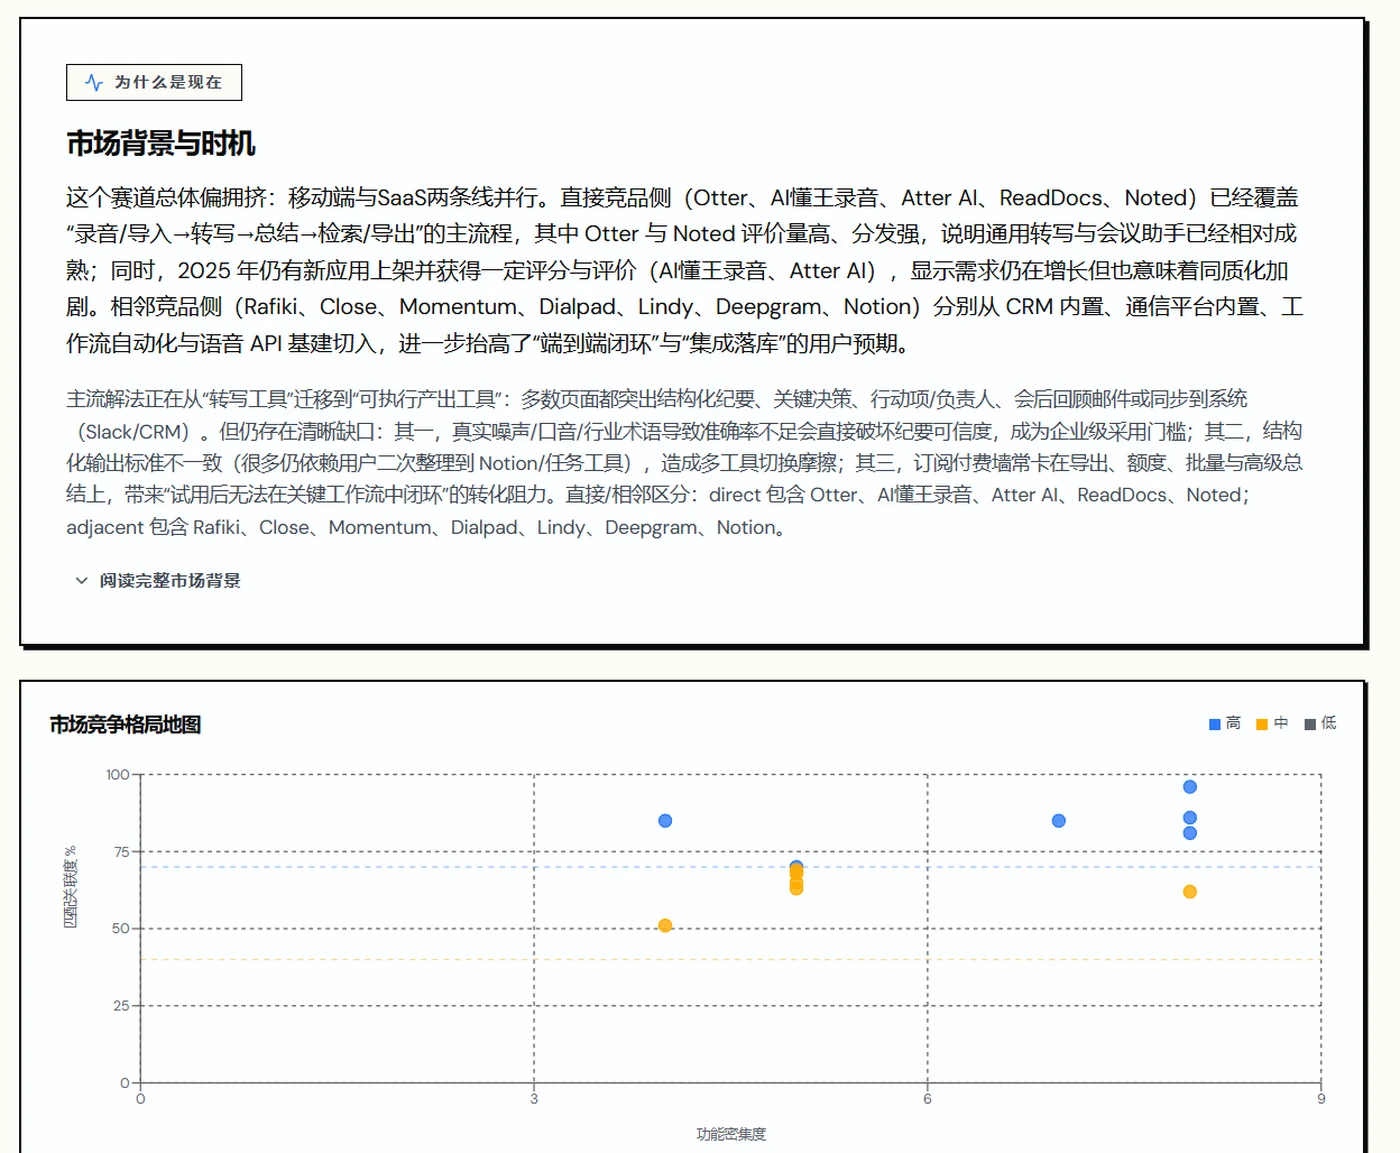 为什么是现在
市场背景与时机
这个赛道总体偏拥挤：移动端与SaaS两条线并行。直接竞品侧（Otter、AI懂王录音、Atter AI、ReadDocs、Noted）已经覆盖
“录音/导入→转写→总结→检索/导出”的主流程，其中 Otter 与 Noted 评价量高、分发强，说明通用转写与会议助手已经相对成
熟；同时，2025 年仍有新应用上架并获得一定评分与评价（AI懂王录音、Atter AI），显示需求仍在增长但也意味着同质化加
剧。相邻竞品侧（Rafiki、Close、Momentum、Dialpad、Lindy、Deepgram、Notion）分别从 CRM 内置、通信平台内置、工
作流自动化与语音 API 基建切入，进一步抬高了“端到端闭环”与“集成落库”的用户预期。
主流解法正在从“转写工具”迁移到“可执行产出工具”：多数页面都突出结构化纪要、关键决策、行动项/负责人、会后回顾邮件或同步到系统
（Slack/CRM）。但仍存在清晰缺口：其一，真实噪声/口音/行业术语导致准确率不足会直接破坏纪要可信度，成为企业级采用门槛；其二，结构
化输出标准不一致（很多仍依赖用户二次整理到 Notion/任务工具），造成多工具切换摩擦；其三，订阅付费墙常卡在导出、额度、批量与高级总
结上，带来“试用后无法在关键工作流中闭环”的转化阻力。直接/相邻区分：direct 包含 Otter、AI懂王录音、Atter AI、ReadDocs、Noted；
adjacent 包含 Rafiki、Close、Momentum、Dialpad、Lindy、Deepgram、Notion。
阅读完整市场背景
市场竞争格局地图
高 中 低
100
75
50
25
0
匹配关联度 %
0 3 6 9
功能密集度